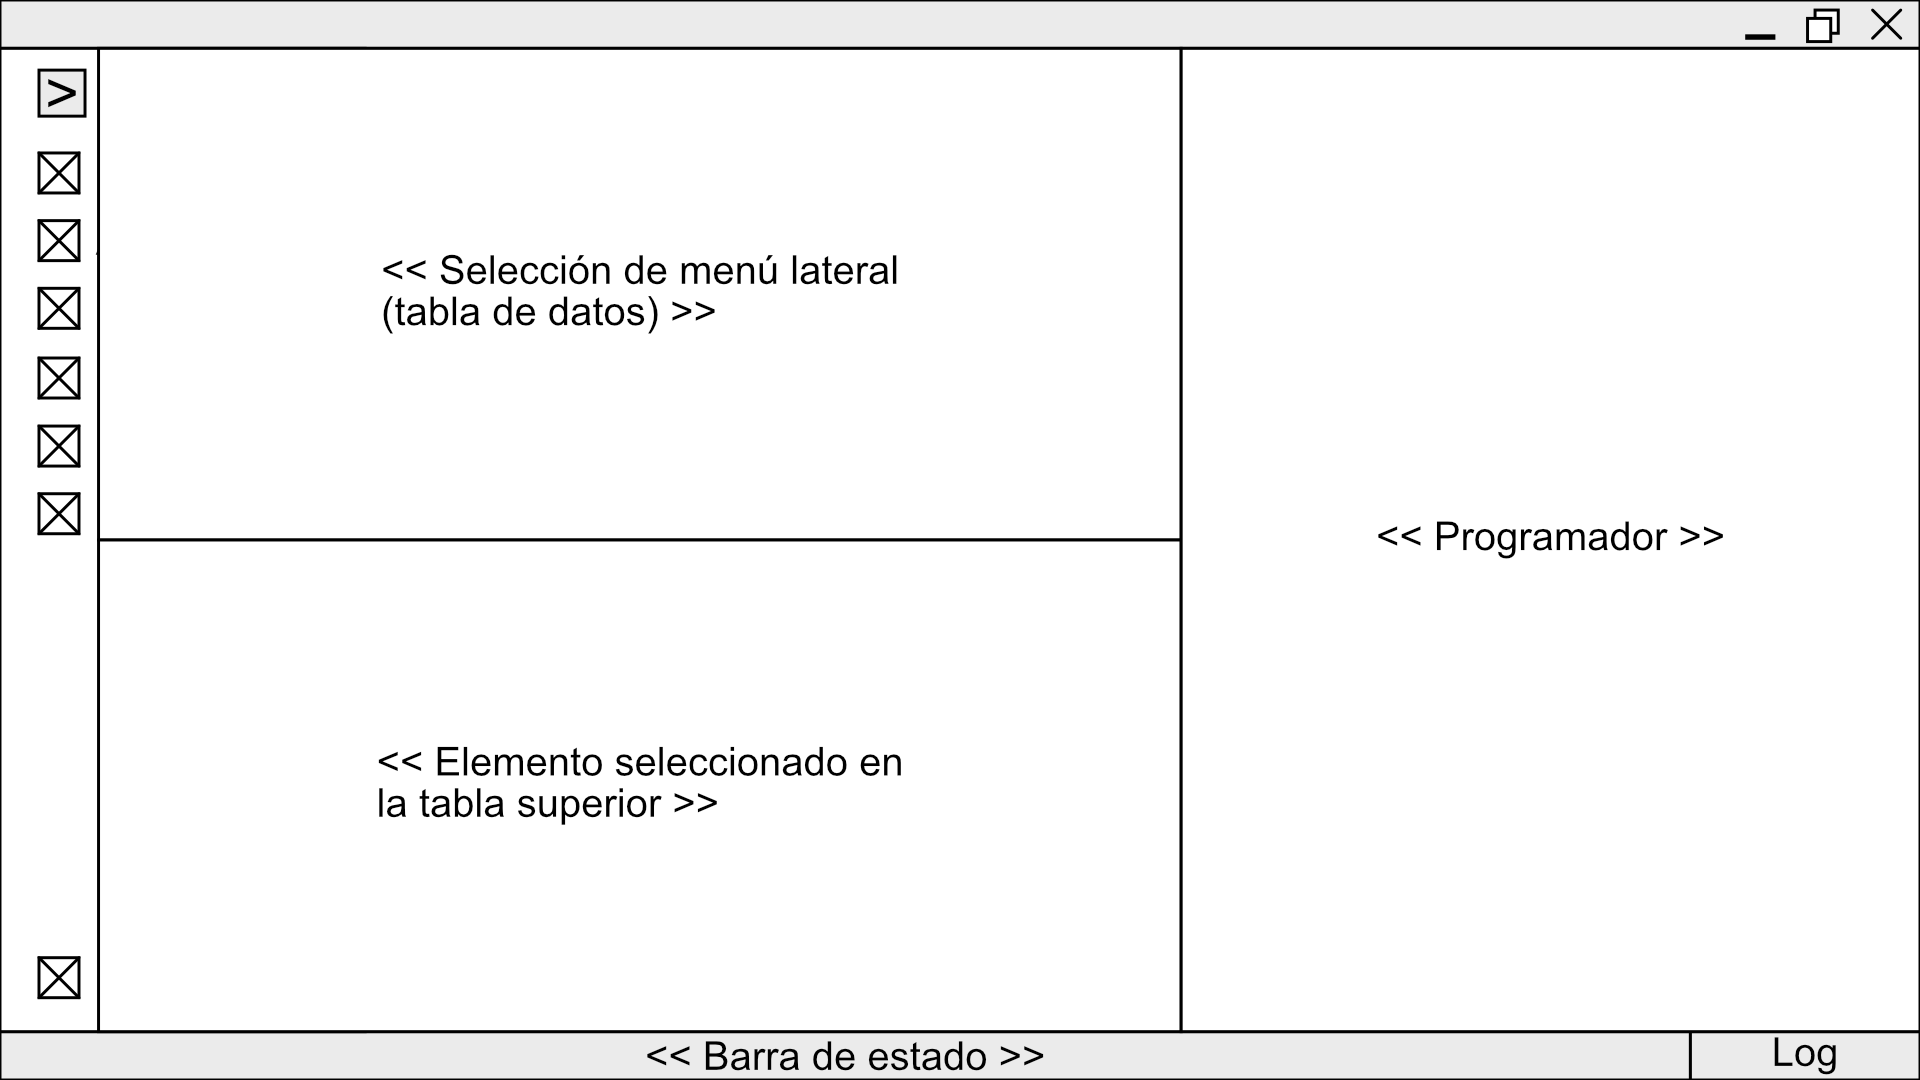 >
<< Selección de menú lateral
(tabla de datos) >>
<< Programador >>
<< Elemento seleccionado en
la tabla superior >>
<< Barra de estado >>
Log